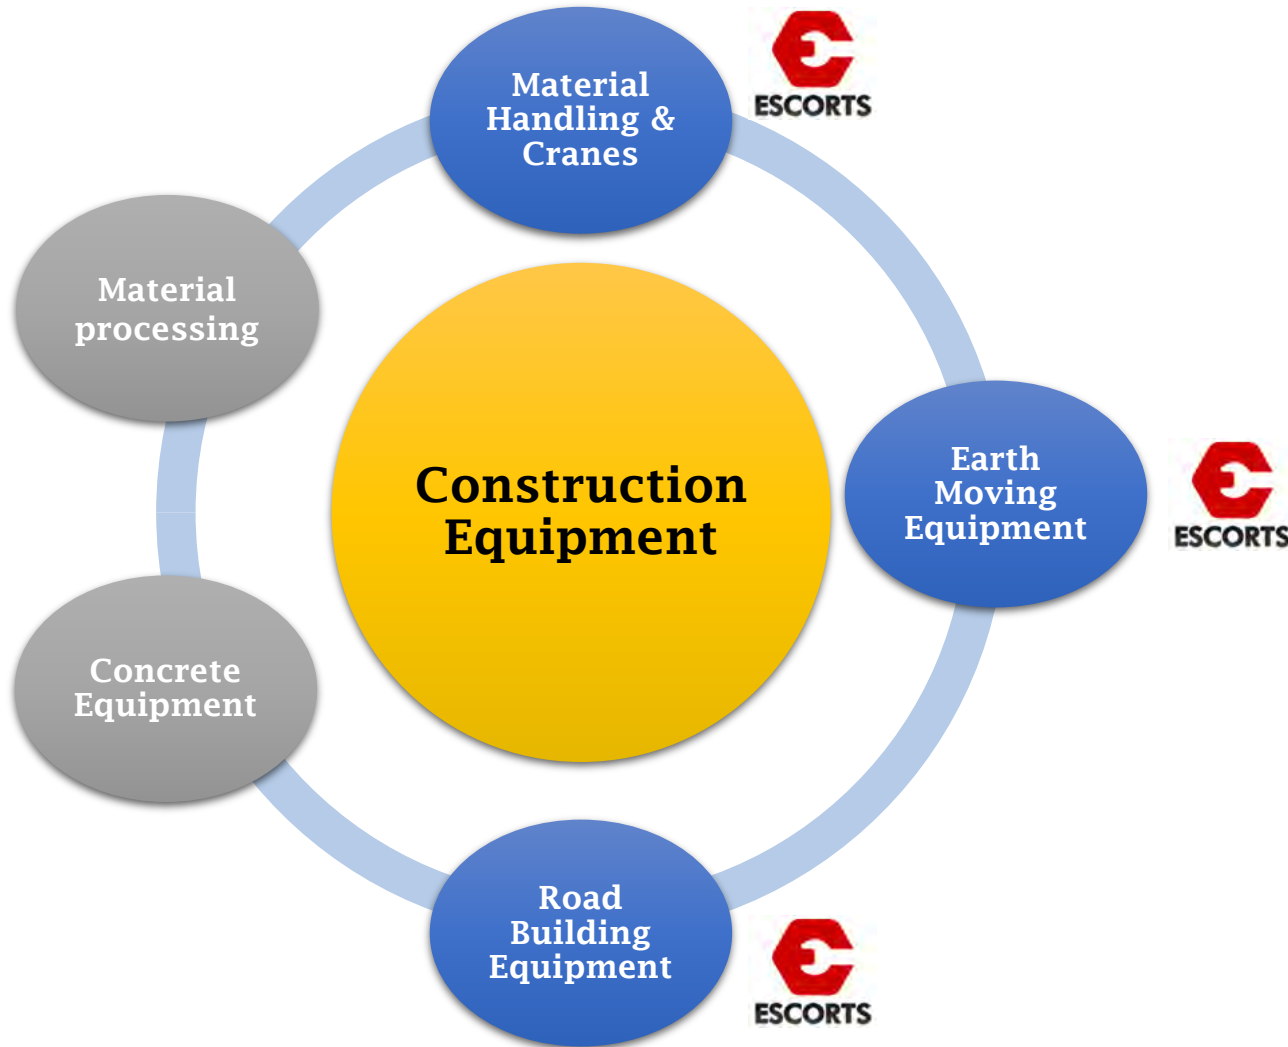 Material
Handling &
Cranes
ESCORTS
Material
processing
Construction
Equipment
Earth
Moving
Equipment
ESCORTS
Concrete
Equipment
Road
Building
Equipment
ESCORTS